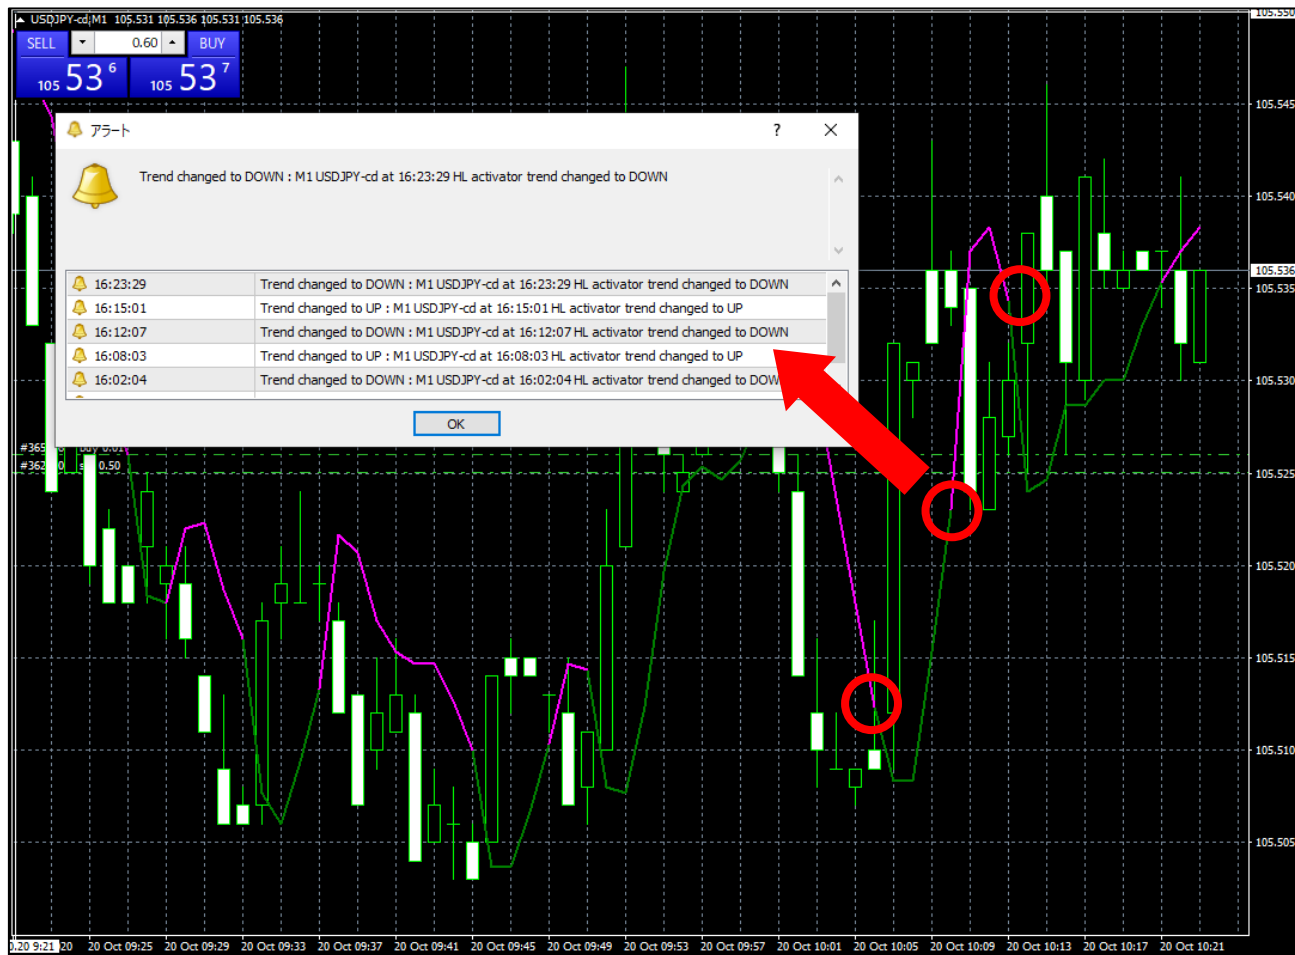 USDJPY-cd,M1 105.531 105.536 105.531 105.536
SELL 0.60 BUY
105 53 6 105 53 7
アラート ? ×
Trend changed to DOWN : M1 USDJPY-cd at 16:23:29 HL activator trend changed to DOWN
16:23:29 Trend changed to DOWN : M1 USDJPY-cd at 16:23:29 HL activator trend changed to DOWN
16:15:01 Trend changed to UP : M1 USDJPY-cd at 16:15:01 HL activator trend changed to UP
16:12:07 Trend changed to DOWN : M1 USDJPY-cd at 16:12:07 HL activator trend changed to DOWN
16:08:03 Trend changed to UP : M1 USDJPY-cd at 16:08:03 HL activator trend changed to UP
16:02:04 Trend changed to DOWN : M1 USDJPY-cd at 16:02:04 HL activator trend changed to DOW
OK
#365 buy 0.01
#362 0.50
105.550
105.545
105.540
105.536
105.535
105.530
105.525
105.520
105.515
105.510
105.505
.20 9:21 20 20 Oct 09:25 20 Oct 09:29 20 Oct 09:33 20 Oct 09:37 20 Oct 09:41 20 Oct 09:45 20 Oct 09:49 20 Oct 09:53 20 Oct 09:57 20 Oct 10:01 20 Oct 10:05 20 Oct 10:09 20 Oct 10:13 20 Oct 10:17 20 Oct 10:21